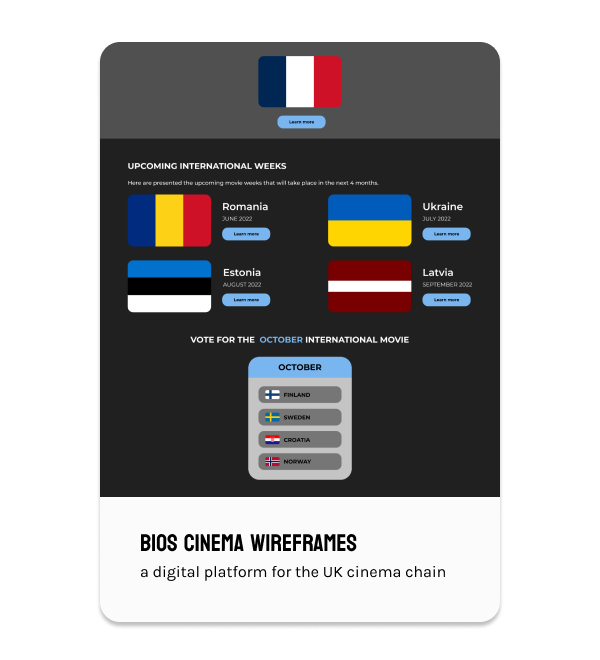 Learn more
UPCOMING INTERNATIONAL WEEKS
Here are presented the upcoming movie weeks that will take place in the next 4 months.
Romania
JUNE 2022
Learn more
Ukraine
JULY 2022
Learn more
Estonia
AUGUST 2022
Learn more
Latvia
SEPTEMBER 2022
Learn more
VOTE FOR THE OCTOBER INTERNATIONAL MOVIE
OCTOBER
FINLAND
SWEDEN
CROATIA
NORWAY
BIOS CINEMA WIREFRAMES
a digital platform for the UK cinema chain